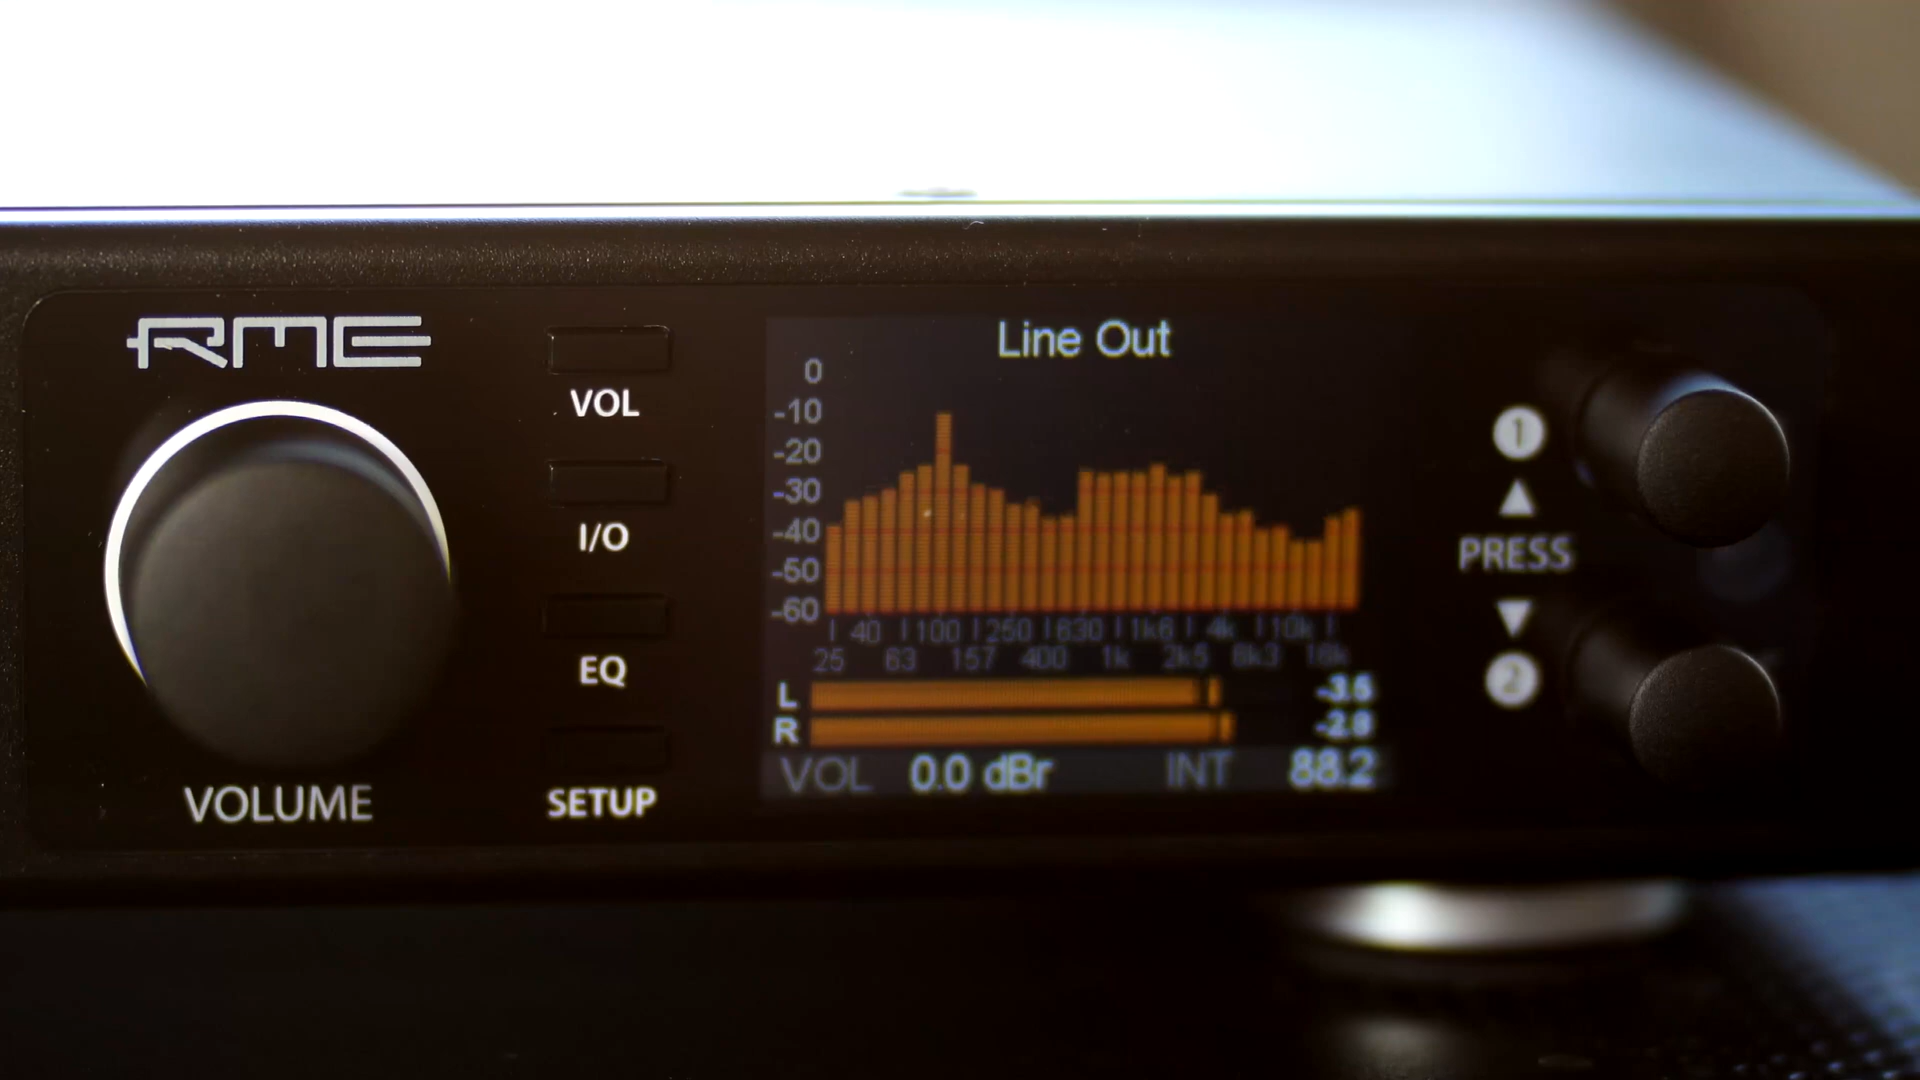 RME
VOL
I/O
EQ
SETUP
VOLUME
Line Out
0
-10
-20
-30
-40
-50
-60
40 100 250 630 1k6 4k 10k
25 63 157 400 1k 2k5 6k3 16k
L -3.5
R
VOL 0.0 dBr INT 88.2
1
PRESS
2